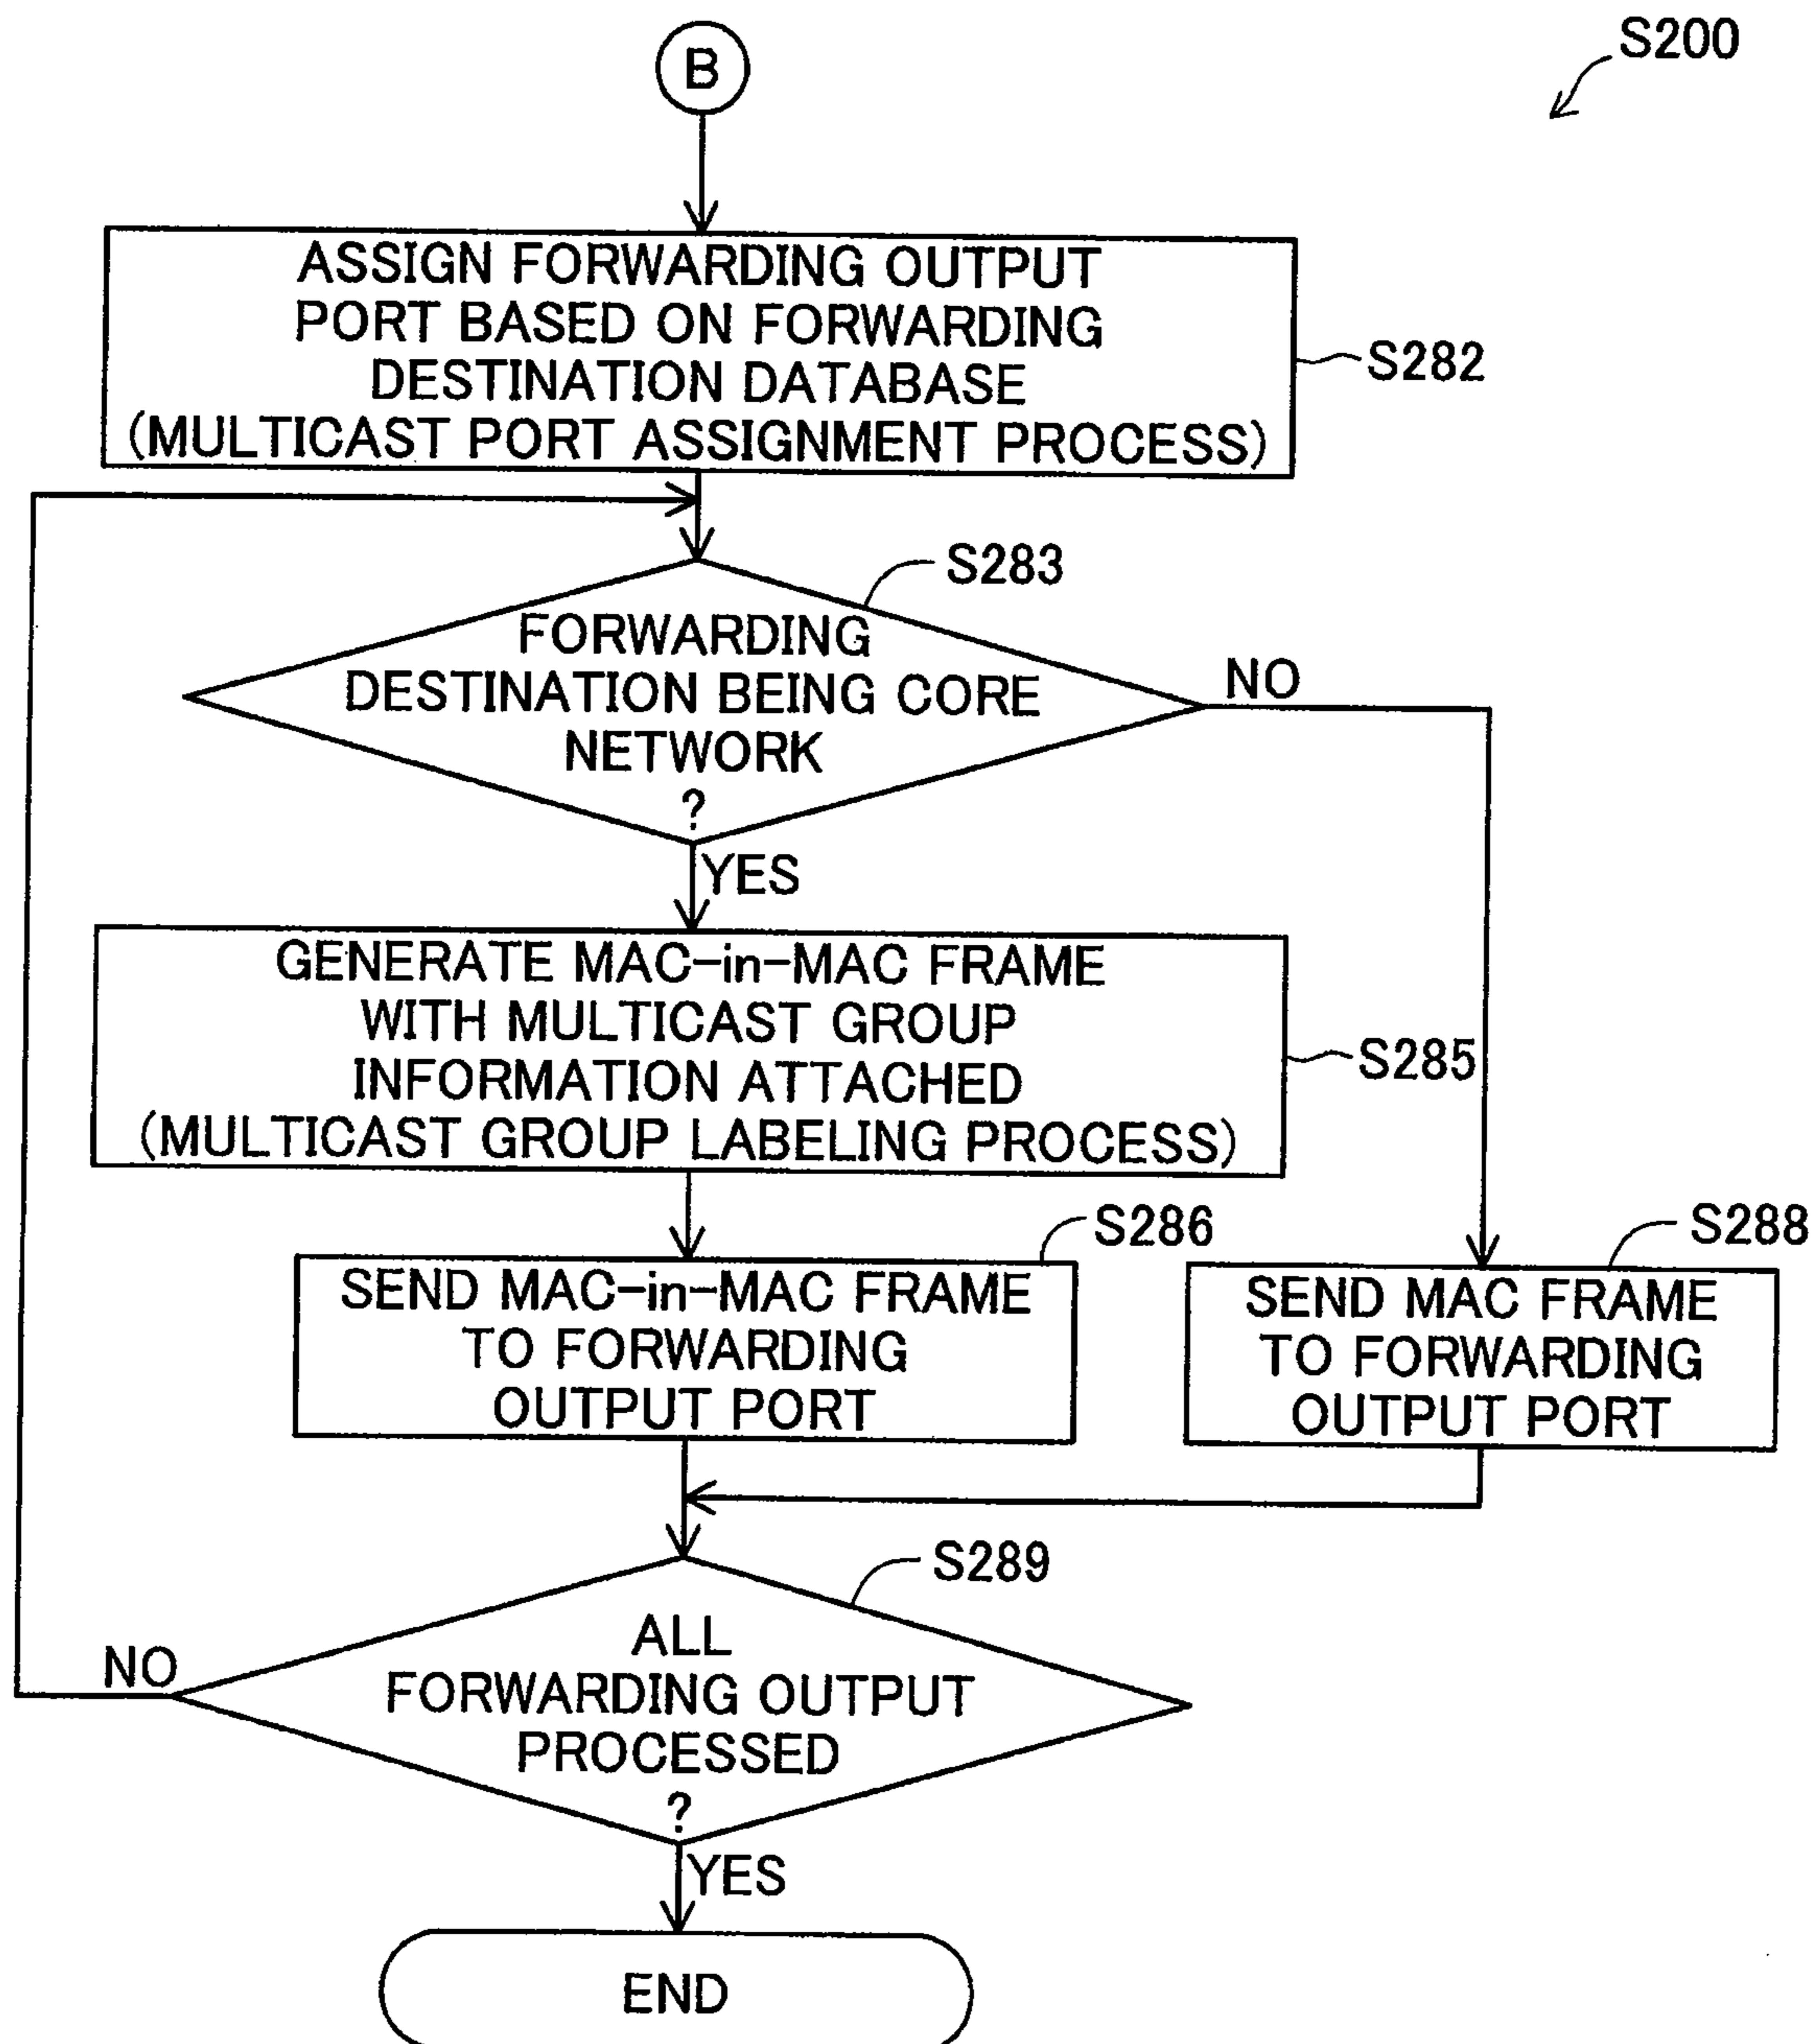 B
S200
ASSIGN FORWARDING OUTPUT
PORT BASED ON FORWARDING
DESTINATION DATABASE
(MULTICAST PORT ASSIGNMENT PROCESS)
S282
S283
FORWARDING
DESTINATION BEING CORE
NETWORK
?
NO
YES
GENERATE MAC-in-MAC FRAME
WITH MULTICAST GROUP
INFORMATION ATTACHED
(MULTICAST GROUP LABELING PROCESS)
S285
S286
SEND MAC-in-MAC FRAME
TO FORWARDING
OUTPUT PORT
S288
SEND MAC FRAME
TO FORWARDING
OUTPUT PORT
S289
ALL
FORWARDING OUTPUT
PROCESSED
?
NO
YES
END